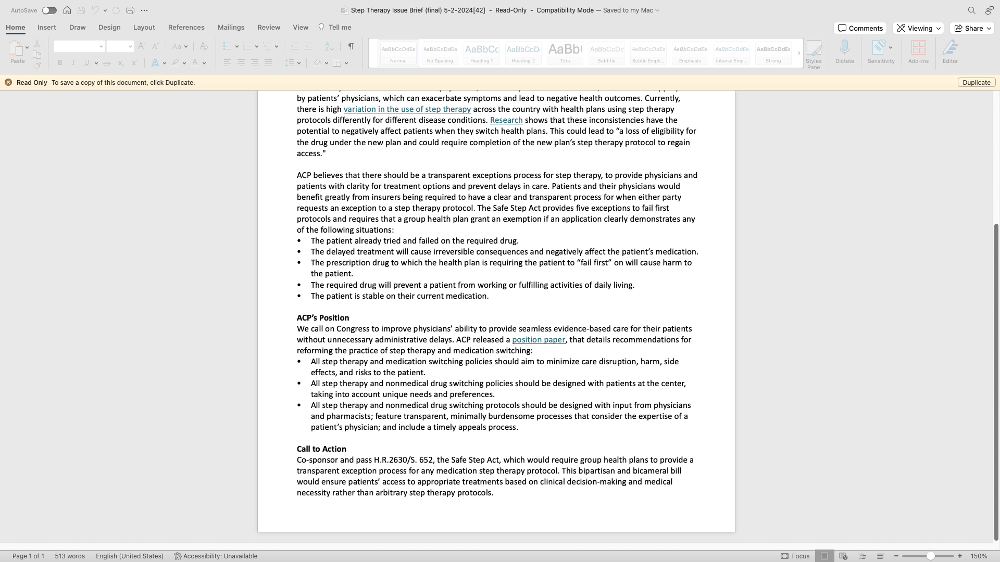 AutoSave
Step Therapy Issue Brief (final) 5-2-2024[42] - Read-Only - Compatibility Mode — Saved to my Mac
Home Insert Draw Design Layout References Mailings Review View Tell me
Comments Viewing Share
Paste
Aa
B I U ab x₂ x² A A
AaBbCcDdEe AaBbCcDdEe AaBbCc AaBbCcDc AaBb( AaBbCcDd AaBbCcDdEe AaBbCcDdEe AaBbCcDdEe AaBbCcDdEe
Normal No Spacing Heading 1 Heading 2 Title Subtitle Subtle Emph... Emphasis Intense Emp... Strong
Styles Pane Dictate Sensitivity Add-ins Editor
Read Only To save a copy of this document, click Duplicate.
Duplicate
by patients’ physicians, which can exacerbate symptoms and lead to negative health outcomes. Currently,
there is high variation in the use of step therapy across the country with health plans using step therapy
protocols differently for different disease conditions. Research shows that these inconsistencies have the
potential to negatively affect patients when they switch health plans. This could lead to “a loss of eligibility for
the drug under the new plan and could require completion of the new plan’s step therapy protocol to regain
access."
ACP believes that there should be a transparent exceptions process for step therapy, to provide physicians and
patients with clarity for treatment options and prevent delays in care. Patients and their physicians would
benefit greatly from insurers being required to have a clear and transparent process for when either party
requests an exception to a step therapy protocol. The Safe Step Act provides five exceptions to fail first
protocols and requires that a group health plan grant an exemption if an application clearly demonstrates any
of the following situations:
• The patient already tried and failed on the required drug.
• The delayed treatment will cause irreversible consequences and negatively affect the patient’s medication.
• The prescription drug to which the health plan is requiring the patient to “fail first” on will cause harm to
the patient.
• The required drug will prevent a patient from working or fulfilling activities of daily living.
• The patient is stable on their current medication.
ACP’s Position
We call on Congress to improve physicians’ ability to provide seamless evidence-based care for their patients
without unnecessary administrative delays. ACP released a position paper, that details recommendations for
reforming the practice of step therapy and medication switching:
• All step therapy and medication switching policies should aim to minimize care disruption, harm, side
effects, and risks to the patient.
• All step therapy and nonmedical drug switching policies should be designed with patients at the center,
taking into account unique needs and preferences.
• All step therapy and nonmedical drug switching protocols should be designed with input from physicians
and pharmacists; feature transparent, minimally burdensome processes that consider the expertise of a
patient’s physician; and include a timely appeals process.
Call to Action
Co-sponsor and pass H.R.2630/S. 652, the Safe Step Act, which would require group health plans to provide a
transparent exception process for any medication step therapy protocol. This bipartisan and bicameral bill
would ensure patients’ access to appropriate treatments based on clinical decision-making and medical
necessity rather than arbitrary step therapy protocols.
Page 1 of 1 513 words English (United States) Accessibility: Unavailable Focus 150%